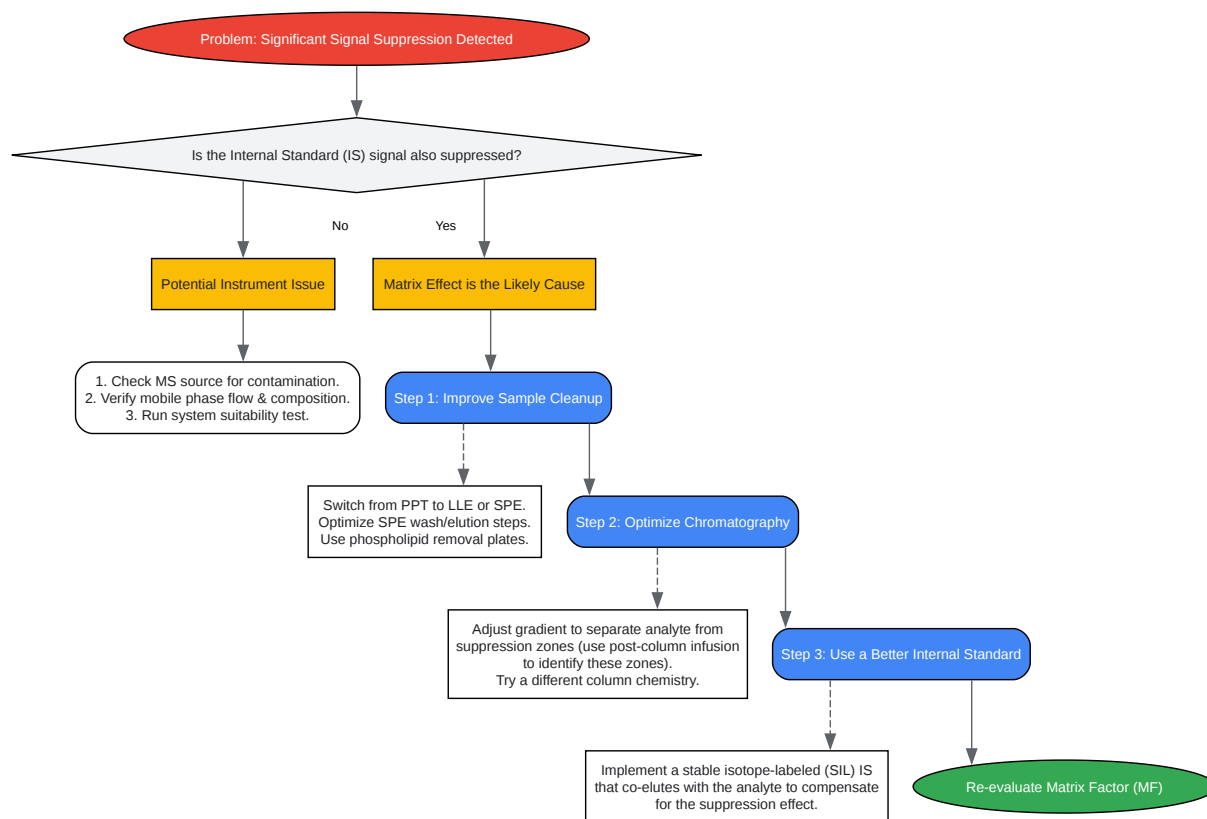 Problem: Significant Signal Suppression Detected
Is the Internal Standard (IS) signal also suppressed?
No
Yes
Potential Instrument Issue
Matrix Effect is the Likely Cause
1. Check MS source for contamination.
2. Verify mobile phase flow & composition.
3. Run system suitability test.
Step 1: Improve Sample Cleanup
Switch from PPT to LLE or SPE.
Optimize SPE wash/elution steps.
Use phospholipid removal plates.
Step 2: Optimize Chromatography
Adjust gradient to separate analyte from
suppression zones (use post-column infusion
to identify these zones).
Try a different column chemistry.
Step 3: Use a Better Internal Standard
Implement a stable isotope-labeled (SIL) IS
that co-elutes with the analyte to compensate
for the suppression effect.
Re-evaluate Matrix Factor (MF)